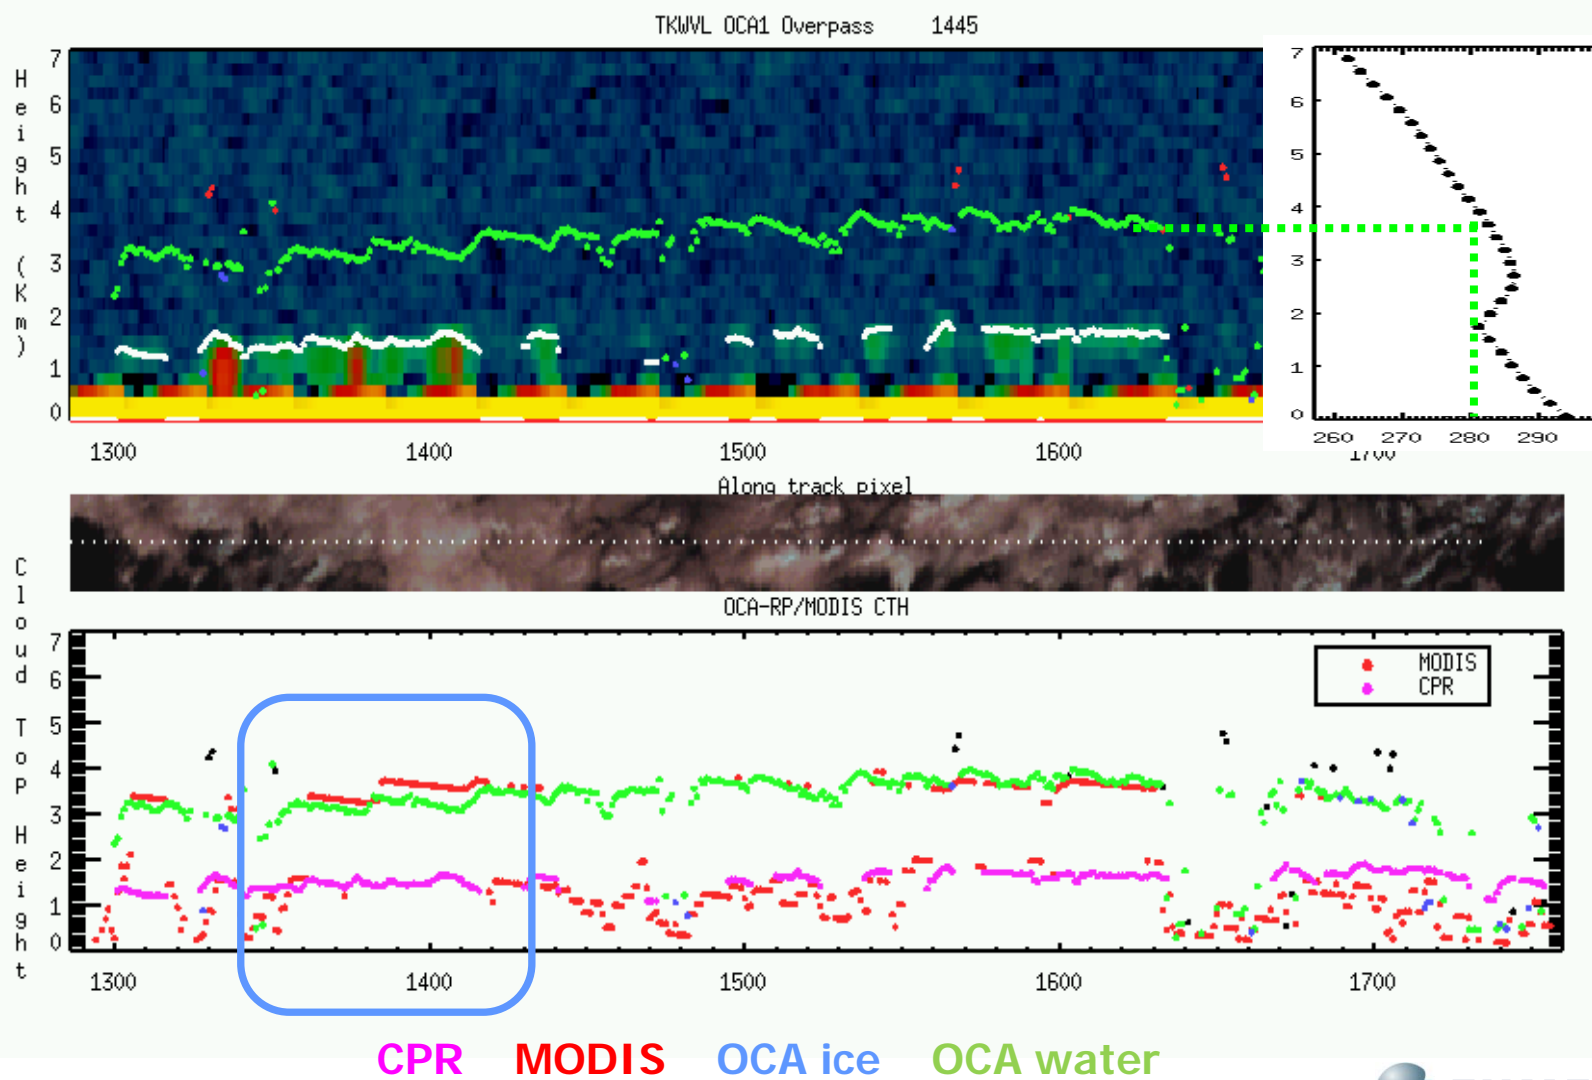 TKWVL OCA1 Overpass 1445
Height (Km)
7
6
5
4
3
2
1
0
1300 1400 1500 1600 1700
7
6
5
4
3
2
1
0
260 270 280 290
Along track pixel
OCA-RP/MODIS CTH
Cloud Top Height
7
6
5
4
3
2
1
0
MODIS
CPR
1300 1400 1500 1600 1700
CPR MODIS OCA ice OCA water